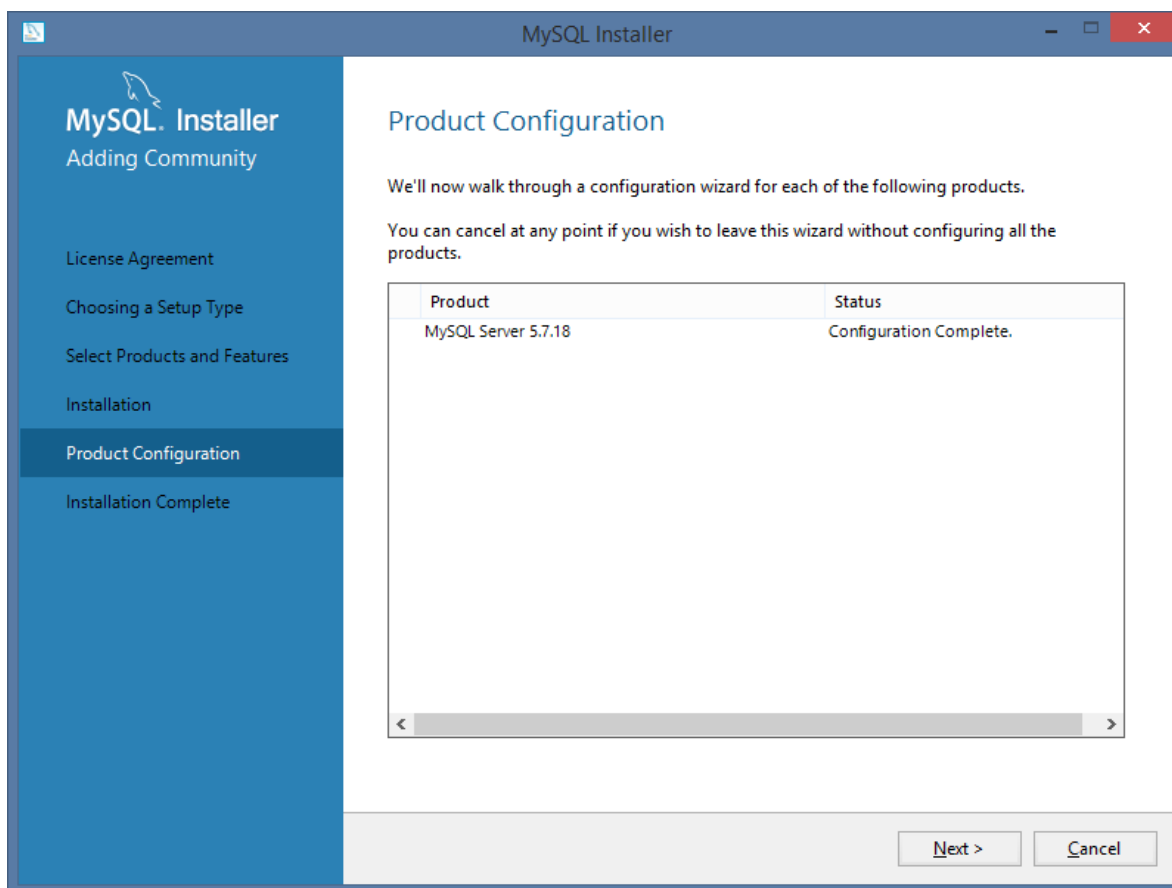 MySQL Installer
MySQL. Installer
Adding Community
License Agreement
Choosing a Setup Type
Select Products and Features
Installation
Product Configuration
Installation Complete
Product Configuration
We'll now walk through a configuration wizard for each of the following products.
You can cancel at any point if you wish to leave this wizard without configuring all the
products.
Product Status
MySQL Server 5.7.18 Configuration Complete.
Next > Cancel